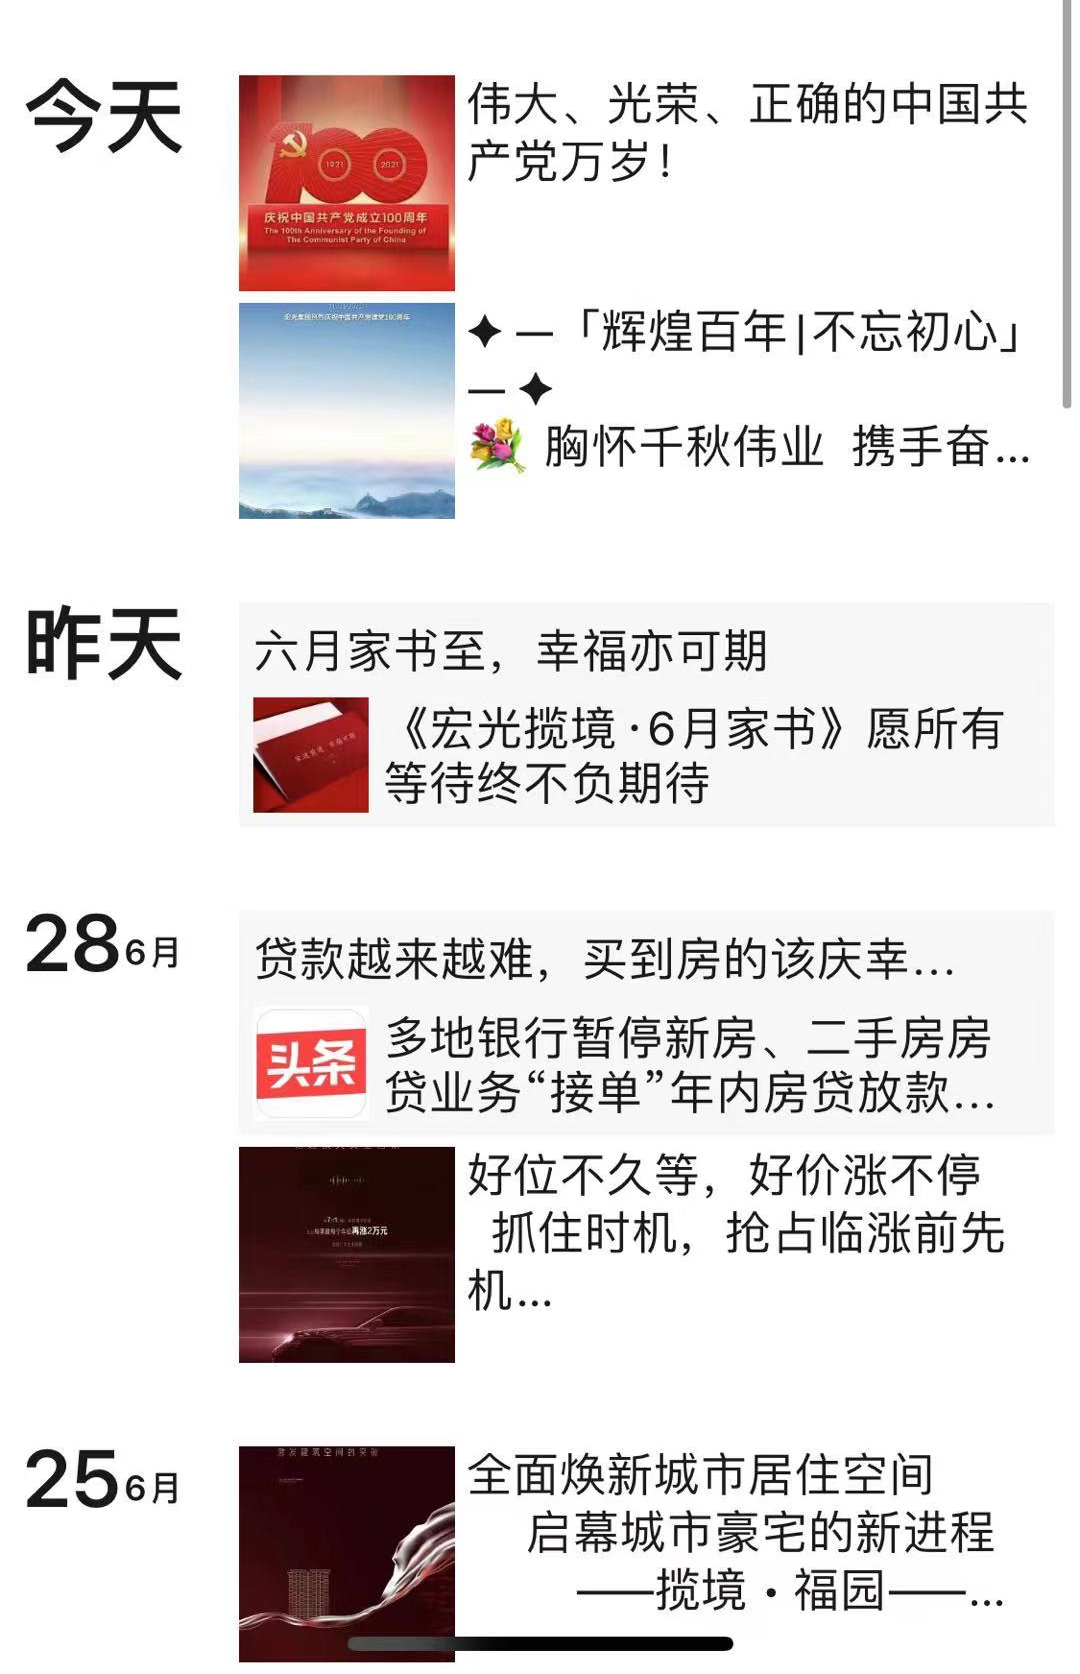 今天
1921
2021
庆祝中国共产党成立100周年
The 100th Anniversary of the Founding of
The Communist Party of China
伟大、光荣、正确的中国共
产党万岁！
宏光集团热烈庆祝中国共产党建党100周年
✦ —「辉煌百年|不忘初心」
— ✦
💐 胸怀千秋伟业 携手奋...
昨天
六月家书至，幸福亦可期
《宏光揽境·6月家书》愿所有
等待终不负期待
28 6月
贷款越来越难，买到房的该庆幸...
头条
多地银行暂停新房、二手房房
贷业务“接单”年内房贷放款...
再涨2万元
好位不久等，好价涨不停
抓住时机，抢占临涨前先
机...
25 6月
全面焕新城市居住空间
启幕城市豪宅的新进程
——揽境·福园——...